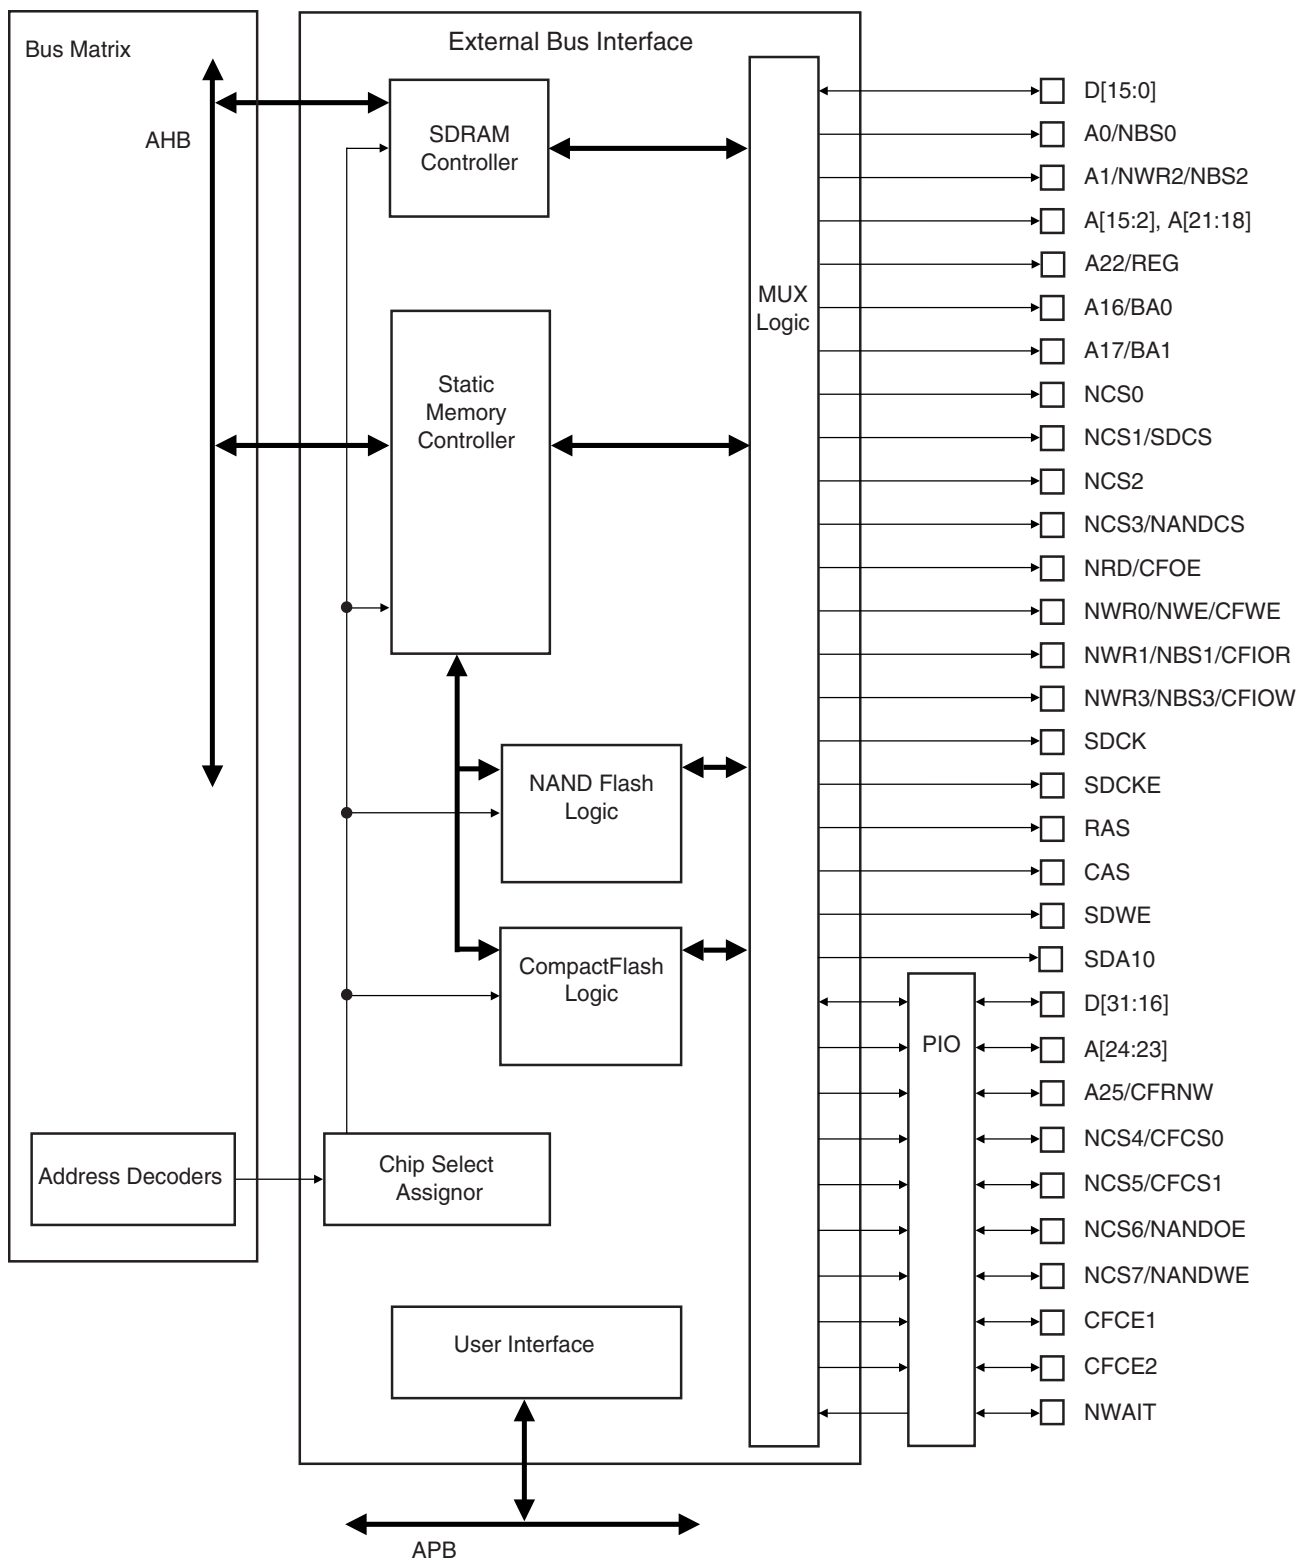 Bus Matrix
External Bus Interface
AHB
SDRAM
Controller
Static
Memory
Controller
NAND Flash
Logic
CompactFlash
Logic
Address Decoders
Chip Select
Assignor
User Interface
APB
MUX
Logic
PIO
D[15:0]
A0/NBS0
A1/NWR2/NBS2
A[15:2], A[21:18]
A22/REG
A16/BA0
A17/BA1
NCS0
NCS1/SDCS
NCS2
NCS3/NANDCS
NRD/CFOE
NWR0/NWE/CFWE
NWR1/NBS1/CFIOR
NWR3/NBS3/CFIOW
SDCK
SDCKE
RAS
CAS
SDWE
SDA10
D[31:16]
A[24:23]
A25/CFRNW
NCS4/CFCS0
NCS5/CFCS1
NCS6/NANDOE
NCS7/NANDWE
CFCE1
CFCE2
NWAIT